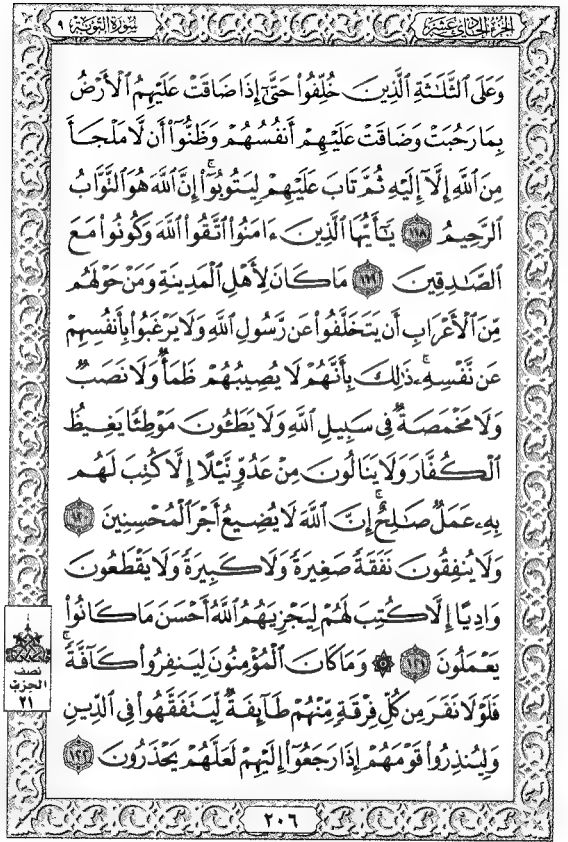 الجزء الحادي عشر
سورة التوبة ٩
وَعَلَى ٱلثَّلَٰثَةِ ٱلَّذِينَ خُلِّفُوا۟ حَتَّىٰٓ إِذَا ضَاقَتْ عَلَيْهِمُ ٱلْأَرْضُ
بِمَا رَحُبَتْ وَضَاقَتْ عَلَيْهِمْ أَنفُسُهُمْ وَظَنُّوٓا۟ أَن لَّا مَلْجَأَ
مِنَ ٱللَّهِ إِلَّآ إِلَيْهِ ثُمَّ تَابَ عَلَيْهِمْ لِيَتُوبُوٓا۟ ۚ إِنَّ ٱللَّهَ هُوَ ٱلتَّوَّابُ
ٱلرَّحِيمُ ١١٨ يَٰٓأَيُّهَا ٱلَّذِينَ ءَامَنُوا۟ ٱتَّقُوا۟ ٱللَّهَ وَكُونُوا۟ مَعَ
ٱلصَّٰدِقِينَ ١١٩ مَا كَانَ لِأَهْلِ ٱلْمَدِينَةِ وَمَنْ حَوْلَهُم
مِّنَ ٱلْأَعْرَابِ أَن يَتَخَلَّفُوا۟ عَن رَّسُولِ ٱللَّهِ وَلَا يَرْغَبُوا۟ بِأَنفُسِهِمْ
عَن نَّفْسِهِۦ ۚ ذَٰلِكَ بِأَنَّهُمْ لَا يُصِيبُهُمْ ظَمَأٌ وَلَا نَصَبٌ
وَلَا مَخْمَصَةٌ فِى سَبِيلِ ٱللَّهِ وَلَا يَطَـُٔونَ مَوْطِئًا يَغِيظُ
ٱلْكُفَّارَ وَلَا يَنَالُونَ مِنْ عَدُوٍّ نَّيْلًا إِلَّا كُتِبَ لَهُم
بِهِۦ عَمَلٌ صَٰلِحٌ ۚ إِنَّ ٱللَّهَ لَا يُضِيعُ أَجْرَ ٱلْمُحْسِنِينَ ١٢٠
وَلَا يُنفِقُونَ نَفَقَةً صَغِيرَةً وَلَا كَبِيرَةً وَلَا يَقْطَعُونَ
وَادِيًا إِلَّا كُتِبَ لَهُمْ لِيَجْزِيَهُمُ ٱللَّهُ أَحْسَنَ مَا كَانُوا۟
يَعْمَلُونَ ١٢١ ۞ وَمَا كَانَ ٱلْمُؤْمِنُونَ لِيَنفِرُوا۟ كَآفَّةً ۚ
فَلَوْلَا نَفَرَ مِن كُلِّ فِرْقَةٍ مِّنْهُمْ طَآئِفَةٌ لِّيَتَفَقَّهُوا۟ فِى ٱلدِّينِ
وَلِيُنذِرُوا۟ قَوْمَهُمْ إِذَا رَجَعُوٓا۟ إِلَيْهِمْ لَعَلَّهُمْ يَحْذَرُونَ ١٢٢
نصف
الحزب
٢١
٢٠٦